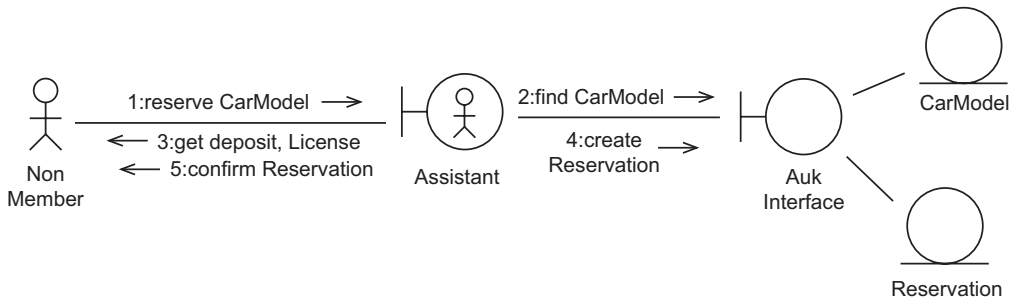 1:reserve CarModel
3:get deposit, License
5:confirm Reservation
Non
Member
Assistant
2:find CarModel
4:create
Reservation
Auk
Interface
CarModel
Reservation